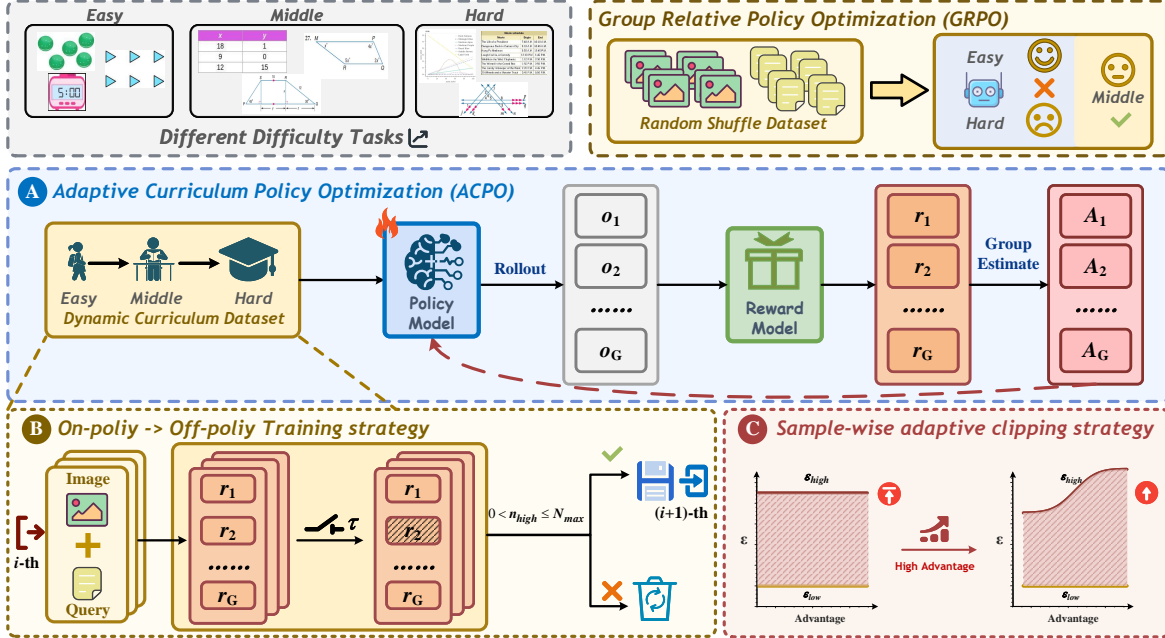 Easy
Middle
Hard
5:00
x y
18 1
9 0
12 15
27.
Different Difficulty Tasks
Group Relative Policy Optimization (GRPO)
Random Shuffle Dataset
Easy
Hard
Middle
A Adaptive Curriculum Policy Optimization (ACPO)
Easy
Middle
Hard
Dynamic Curriculum Dataset
Policy
Model
Rollout
o1
o2
......
oG
Reward
Model
r1
r2
......
rG
Group
Estimate
A1
A2
......
AG
B On-poliy -> Off-poliy Training strategy
i-th
Image
Query
r1
r2
......
rG
τ
r1
r2
......
rG
0 < nhigh ≤ Nmax
(i+1)-th
C Sample-wise adaptive clipping strategy
εhigh
ε
εlow
Advantage
High Advantage
εhigh
ε
εlow
Advantage